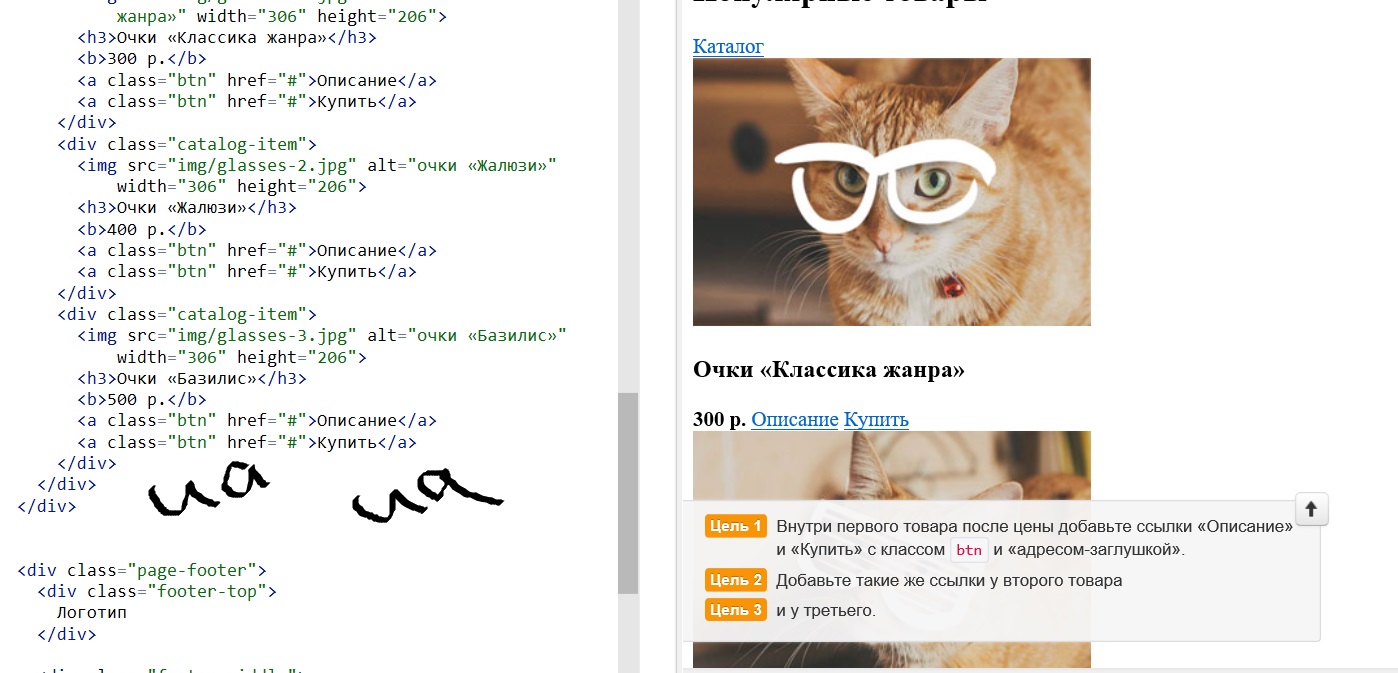 жанра»" width="306" height="206">
<h3>Очки «Классика жанра»</h3>
<b>300 р.</b>
<a class="btn" href="#">Описание</a>
<a class="btn" href="#">Купить</a>
</div>
<div class="catalog-item">
<img src="img/glasses-2.jpg" alt="очки «Жалюзи»"
width="306" height="206">
<h3>Очки «Жалюзи»</h3>
<b>400 р.</b>
<a class="btn" href="#">Описание</a>
<a class="btn" href="#">Купить</a>
</div>
<div class="catalog-item">
<img src="img/glasses-3.jpg" alt="очки «Базилис»"
width="306" height="206">
<h3>Очки «Базилис»</h3>
<b>500 р.</b>
<a class="btn" href="#">Описание</a>
<a class="btn" href="#">Купить</a>
</div>
</div>
</div>
<div class="page-footer">
<div class="footer-top">
Логотип
</div>
Популярные товары
Каталог
Очки «Классика жанра»
300 р. Описание Купить
Цель 1 Внутри первого товара после цены добавьте ссылки «Описание»
и «Купить» с классом btn и «адресом-заглушкой».
Цель 2 Добавьте такие же ссылки у второго товара
Цель 3 и у третьего.